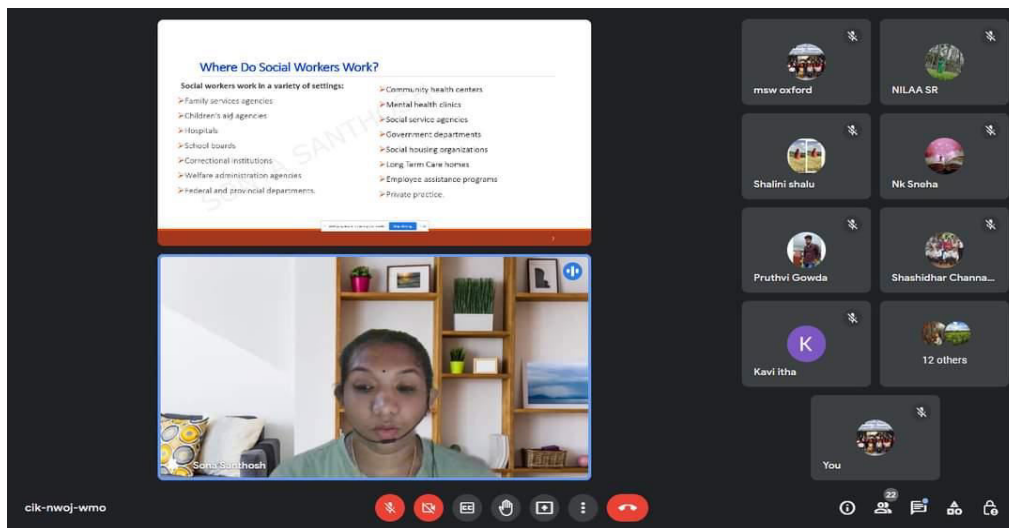 Where Do Social Workers Work?
Social workers work in a variety of settings:
➢Family services agencies
➢Children's aid agencies
➢Hospitals
➢School boards
➢Correctional institutions
➢Welfare administration agencies
➢Federal and provincial departments
➢Community health centers
➢Mental health clinics
➢Social service agencies
➢Government departments
➢Social housing organizations
➢Long Term Care homes
➢Employee assistance programs
➢Private practice.
Sona Santhosh
msw oxford
NILAA SR
Shalini shalu
Nk Sneha
Pruthvi Gowda
Shashidhar Channa...
K
Kavi itha
12 others
You
cik-nwoj-wmo
CC
22